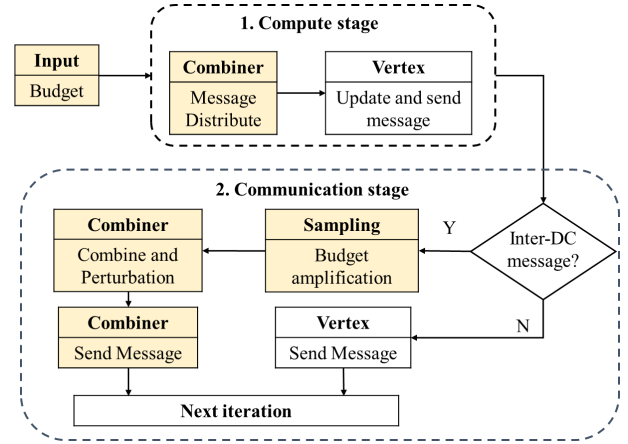 1. Compute stage
Input
Budget
Combiner
Message
Distribute
Vertex
Update and send
message
2. Communication stage
Inter-DC
message?
Y
N
Sampling
Budget
amplification
Combiner
Combine and
Perturbation
Combiner
Send Message
Vertex
Send Message
Next iteration